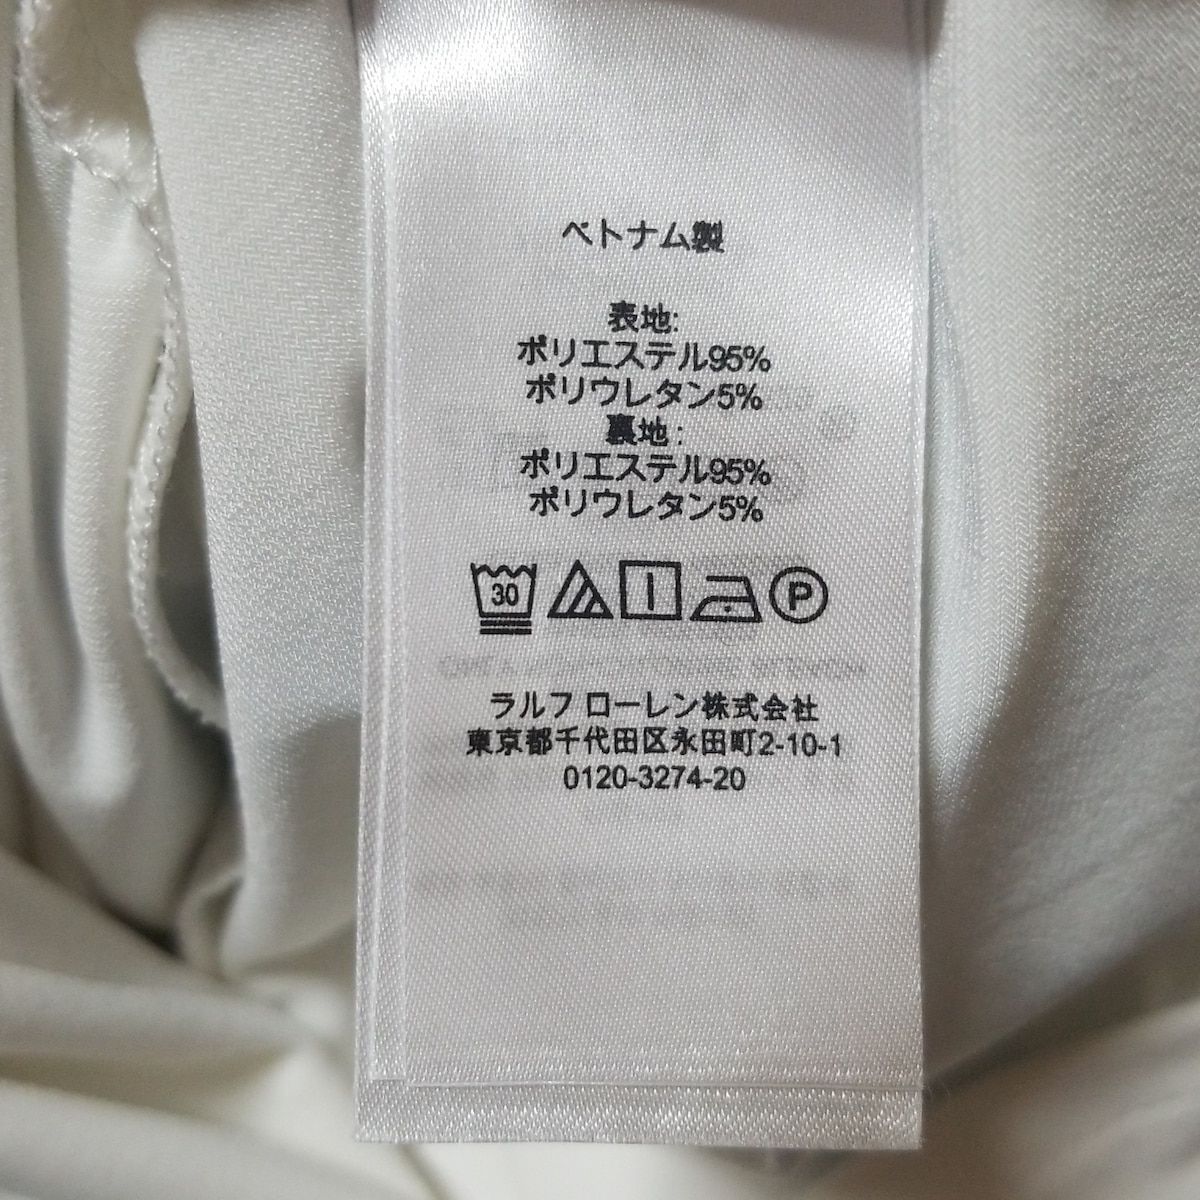 ベトナム製
表地:
ポリエステル95%
ポリウレタン5%
裏地:
ポリエステル95%
ポリウレタン5%
30
P
ラルフ ローレン株式会社
東京都千代田区永田町2-10-1
0120-3274-20